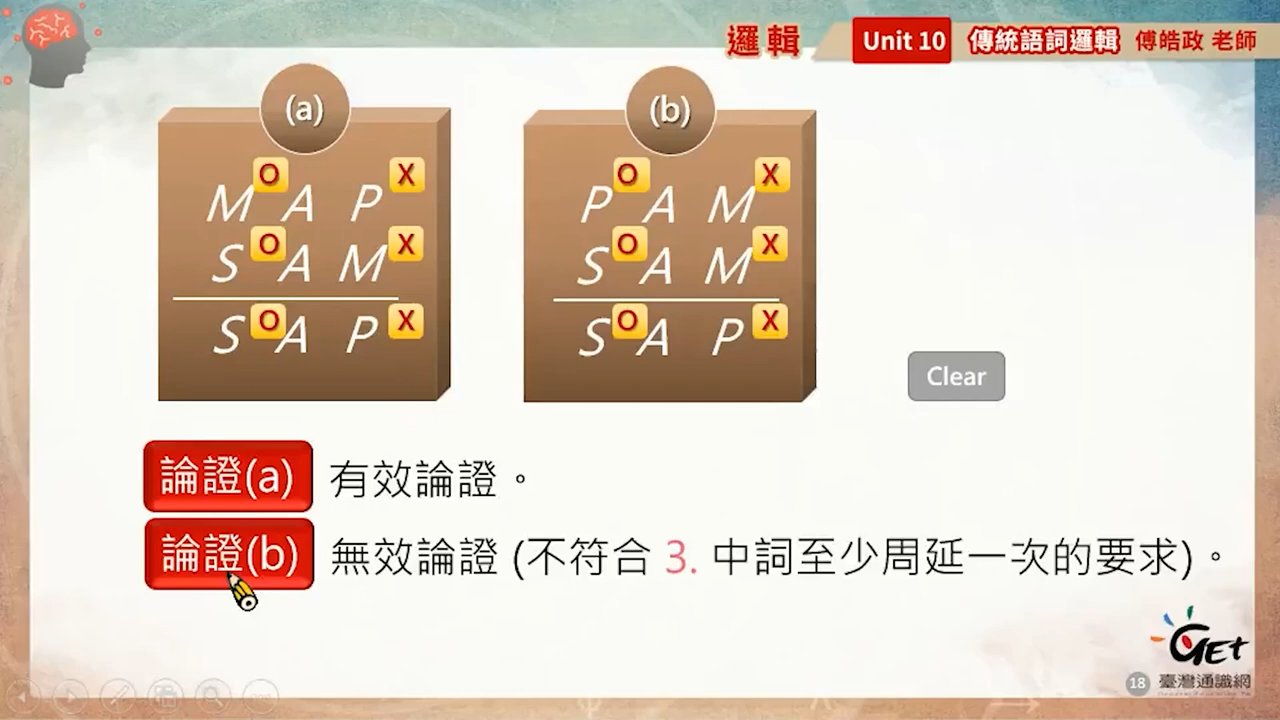 邏輯 Unit 10 傳統語詞邏輯 傅皓政 老師
(a)
M O A P X
S O A M X
S O A P X
(b)
P O A M X
S O A M X
S O A P X
Clear
論證(a) 有效論證。
論證(b) 無效論證 (不符合 3. 中詞至少周延一次的要求)。
GET
18 臺灣通識網